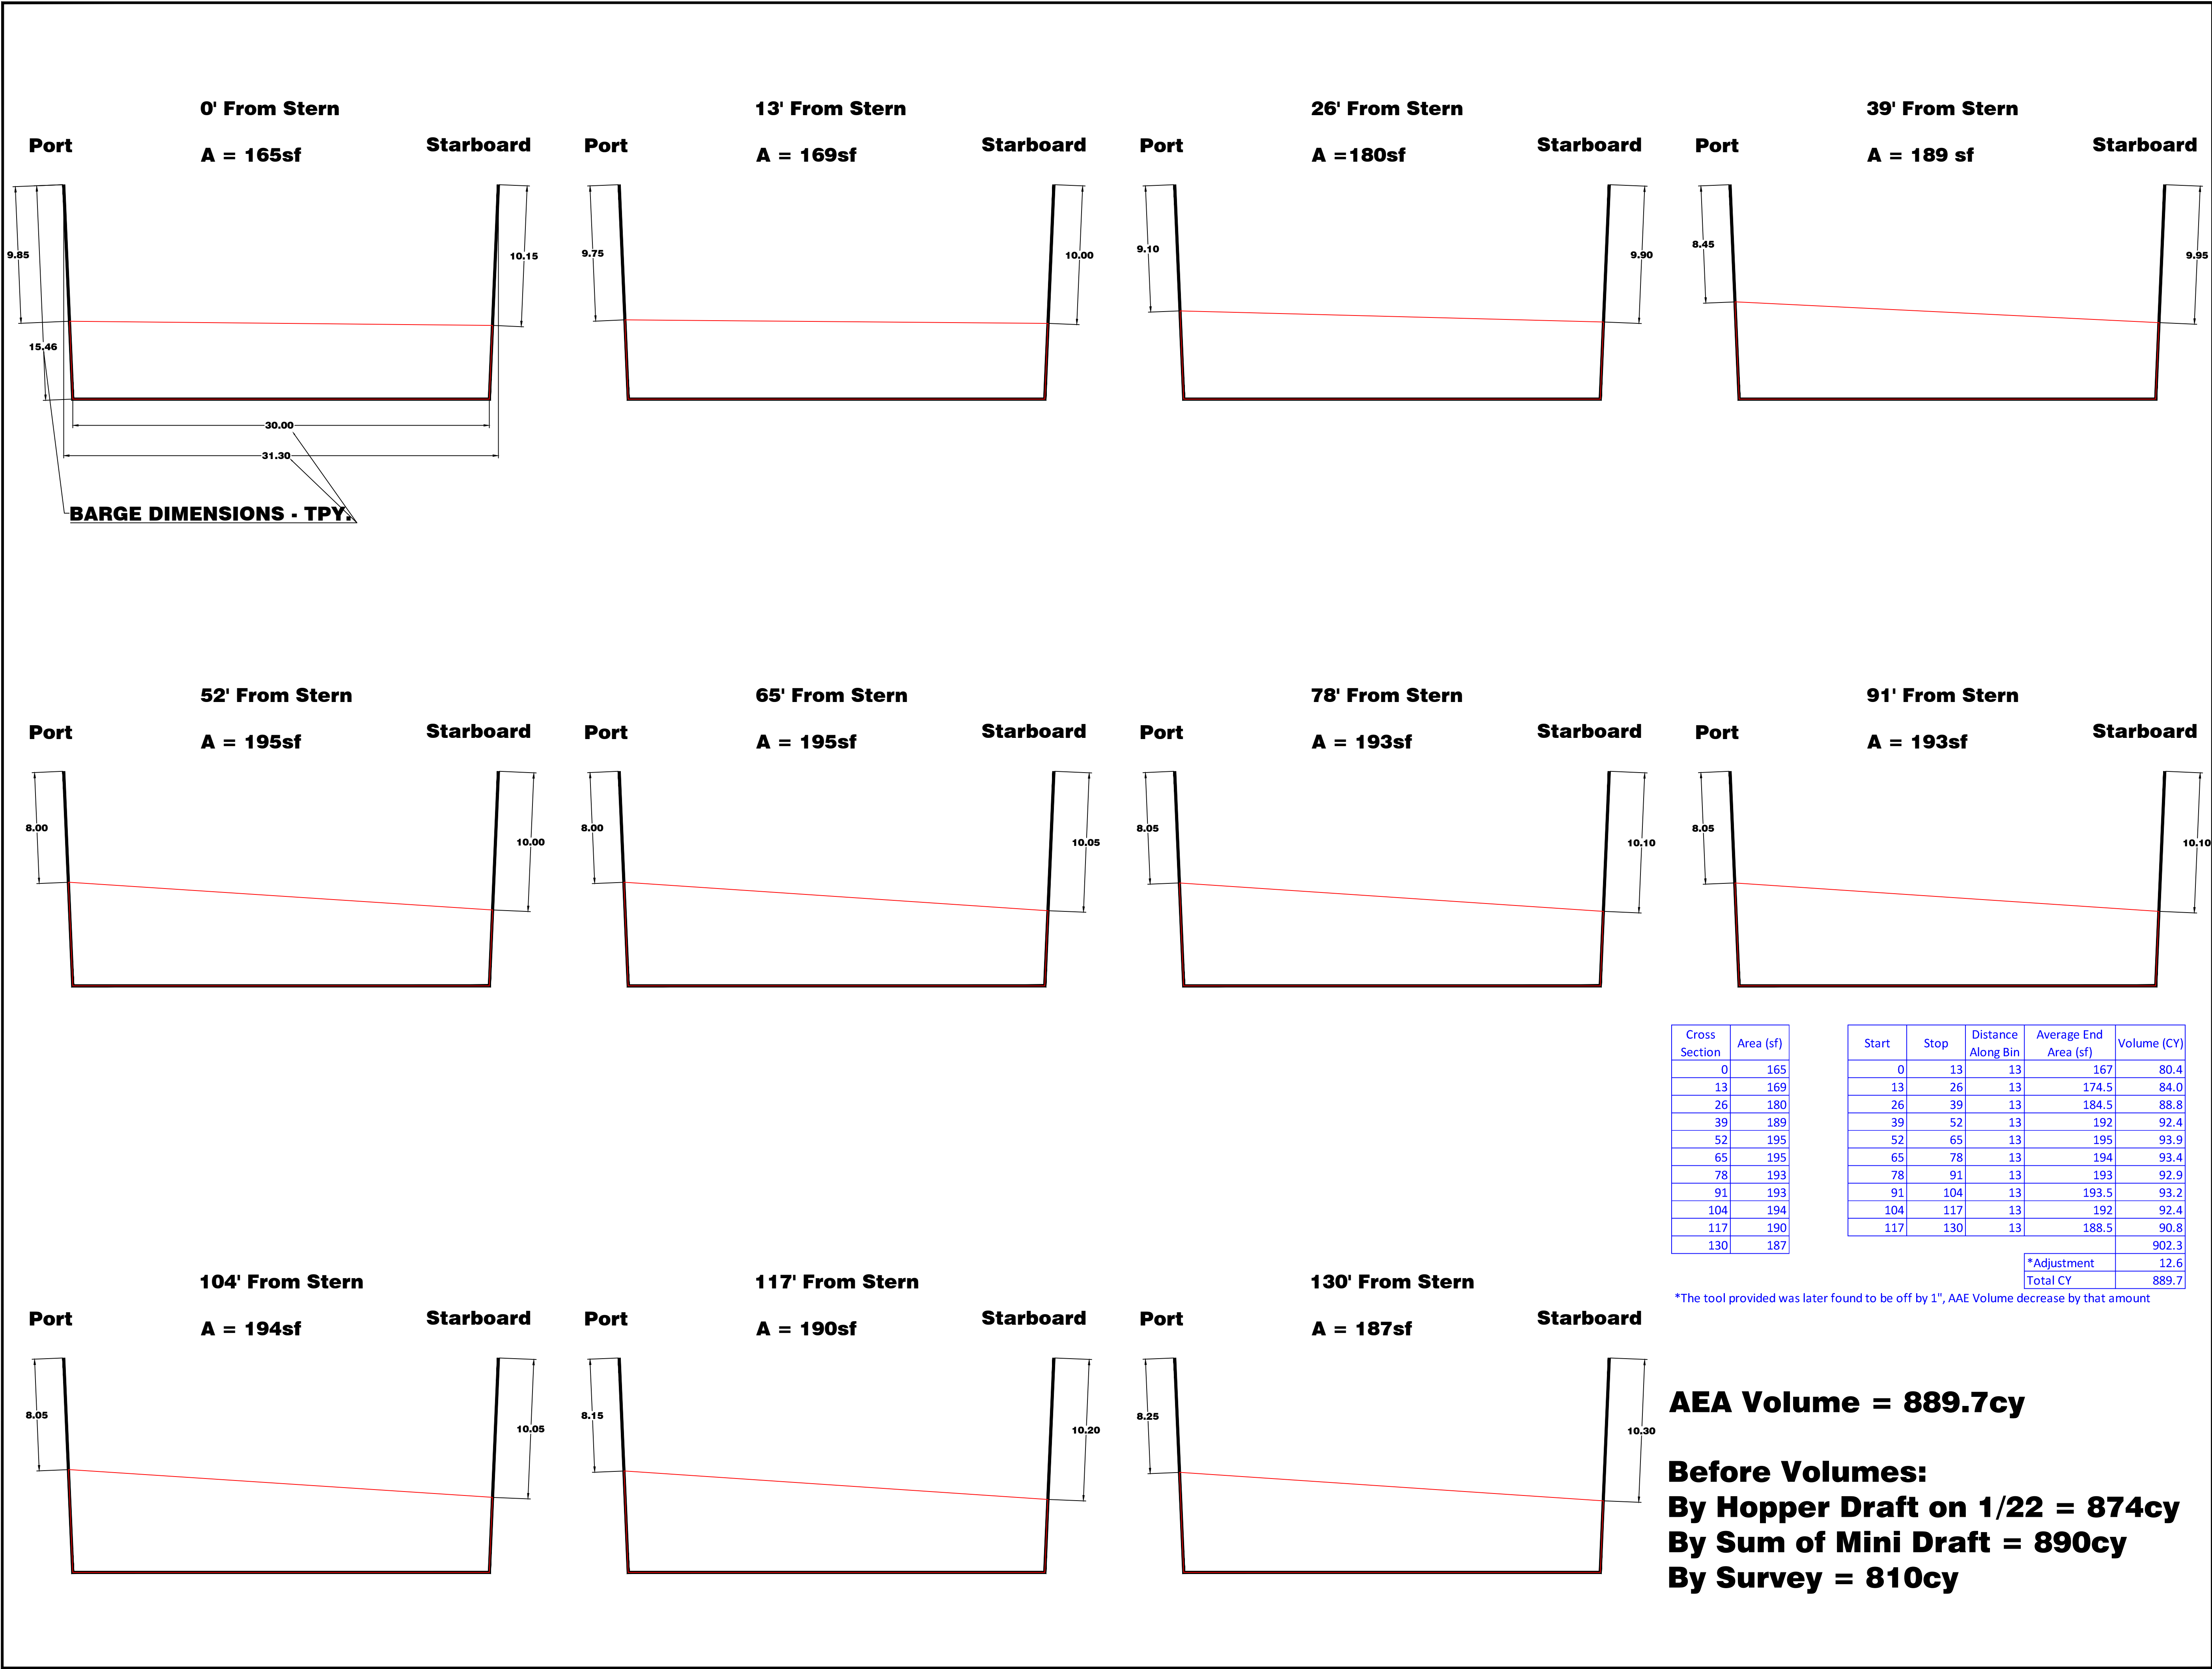 0' From Stern
Port
A = 165sf
Starboard
9.85
15.46
10.15
30.00
31.30
BARGE DIMENSIONS - TPY.
13' From Stern
Port
A = 169sf
Starboard
9.75
10.00
26' From Stern
Port
A =180sf
Starboard
9.10
9.90
39' From Stern
Port
A = 189 sf
Starboard
8.45
9.95
52' From Stern
Port
A = 195sf
Starboard
8.00
10.00
65' From Stern
Port
A = 195sf
Starboard
8.00
10.05
78' From Stern
Port
A = 193sf
Starboard
8.05
10.10
91' From Stern
Port
A = 193sf
Starboard
8.05
10.10
104' From Stern
Port
A = 194sf
Starboard
8.05
10.05
117' From Stern
Port
A = 190sf
Starboard
8.15
10.20
130' From Stern
Port
A = 187sf
Starboard
8.25
10.30
Cross Section Area (sf)
0 165
13 169
26 180
39 189
52 195
65 195
78 193
91 193
104 194
117 190
130 187
Start Stop Distance Along Bin Average End Area (sf) Volume (CY)
0 13 13 167 80.4
13 26 13 174.5 84.0
26 39 13 184.5 88.8
39 52 13 192 92.4
52 65 13 195 93.9
65 78 13 194 93.4
78 91 13 193 92.9
91 104 13 193.5 93.2
104 117 13 192 92.4
117 130 13 188.5 90.8
902.3
*Adjustment 12.6
Total CY 889.7
*The tool provided was later found to be off by 1", AAE Volume decrease by that amount
AEA Volume = 889.7cy
Before Volumes:
By Hopper Draft on 1/22 = 874cy
By Sum of Mini Draft = 890cy
By Survey = 810cy